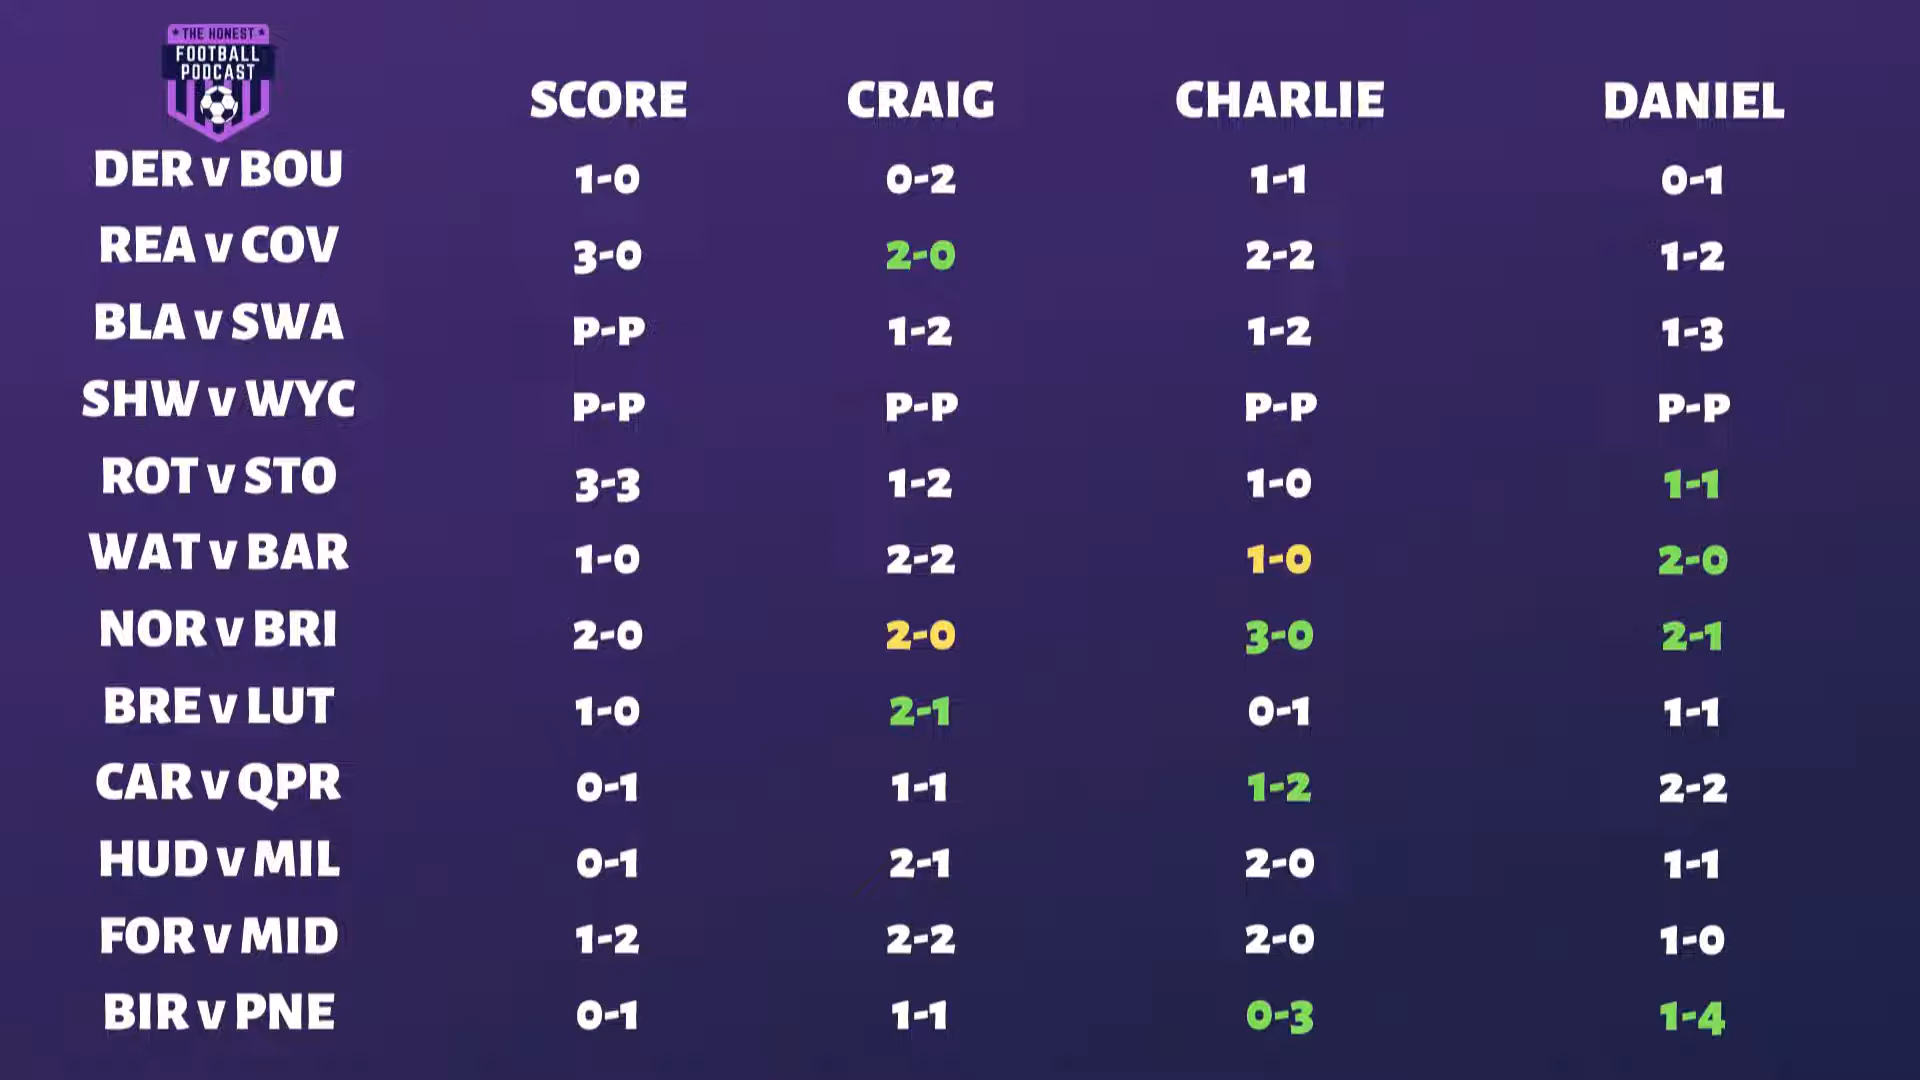 ★ THE HONEST ★
FOOTBALL
PODCAST
SCORE CRAIG CHARLIE DANIEL
DER v BOU 1-0 0-2 1-1 0-1
REA v COV 3-0 2-0 2-2 1-2
BLA v SWA P-P 1-2 1-2 1-3
SHW v WYC P-P P-P P-P P-P
ROT v STO 3-3 1-2 1-0 1-1
WAT v BAR 1-0 2-2 1-0 2-0
NOR v BRI 2-0 2-0 3-0 2-1
BRE v LUT 1-0 2-1 0-1 1-1
CAR v QPR 0-1 1-1 1-2 2-2
HUD v MIL 0-1 2-1 2-0 1-1
FOR v MID 1-2 2-2 2-0 1-0
BIR v PNE 0-1 1-1 0-3 1-4